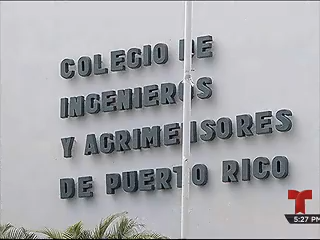 COLEGIO DE
INGENIEROS
Y AGRIMENSORES
DE PUERTO RICO
T
5:27 PM